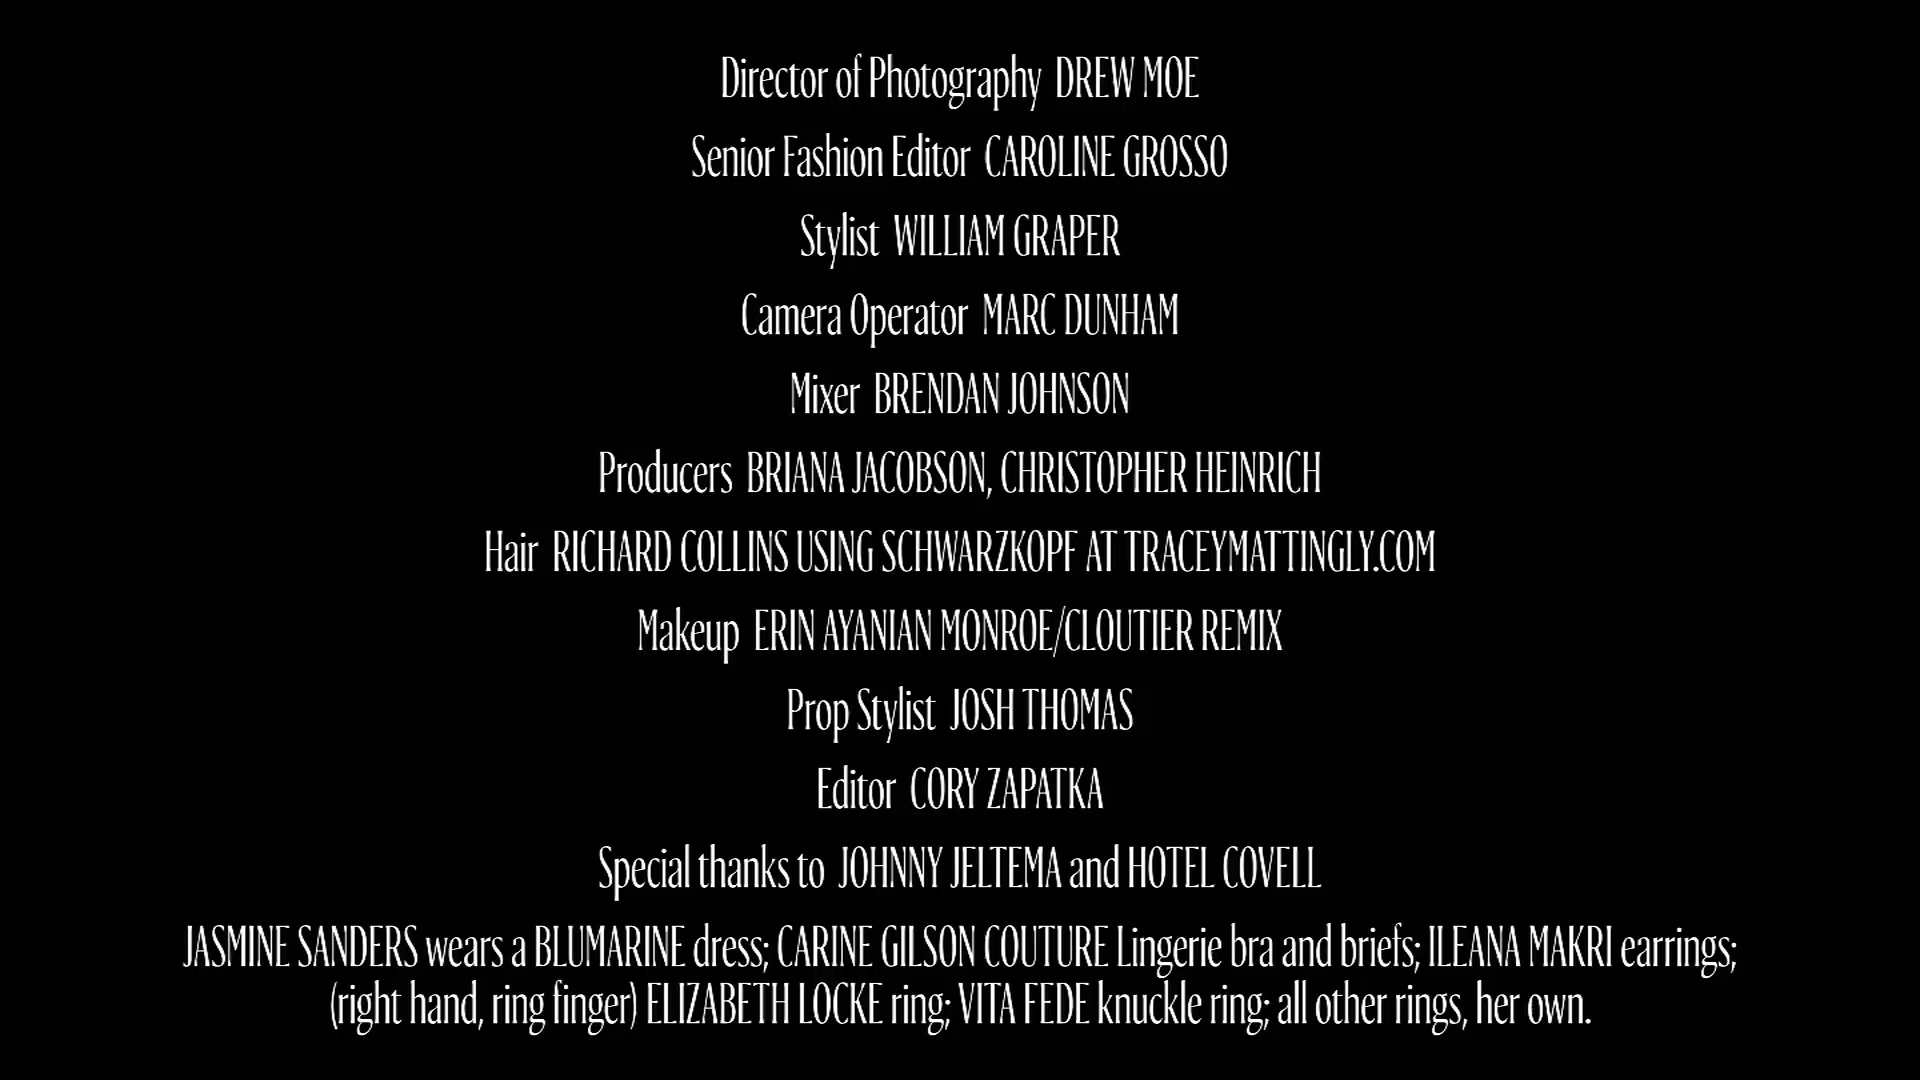 Director of Photography DREW MOE
Senior Fashion Editor CAROLINE GROSSO
Stylist WILLIAM GRAPER
Camera Operator MARC DUNHAM
Mixer BRENDAN JOHNSON
Producers BRIANA JACOBSON, CHRISTOPHER HEINRICH
Hair RICHARD COLLINS USING SCHWARZKOPF AT TRACEYMATTINGLY.COM
Makeup ERIN AYANIAN MONROE/CLOUTIER REMIX
Prop Stylist JOSH THOMAS
Editor CORY ZAPATKA
Special thanks to JOHNNY JELTEMA and HOTEL COVELL
JASMINE SANDERS wears a BLUMARINE dress; CARINE GILSON COUTURE Lingerie bra and briefs; ILEANA MAKRI earrings;
(right hand, ring finger) ELIZABETH LOCKE ring; VITA FEDE knuckle ring; all other rings, her own.